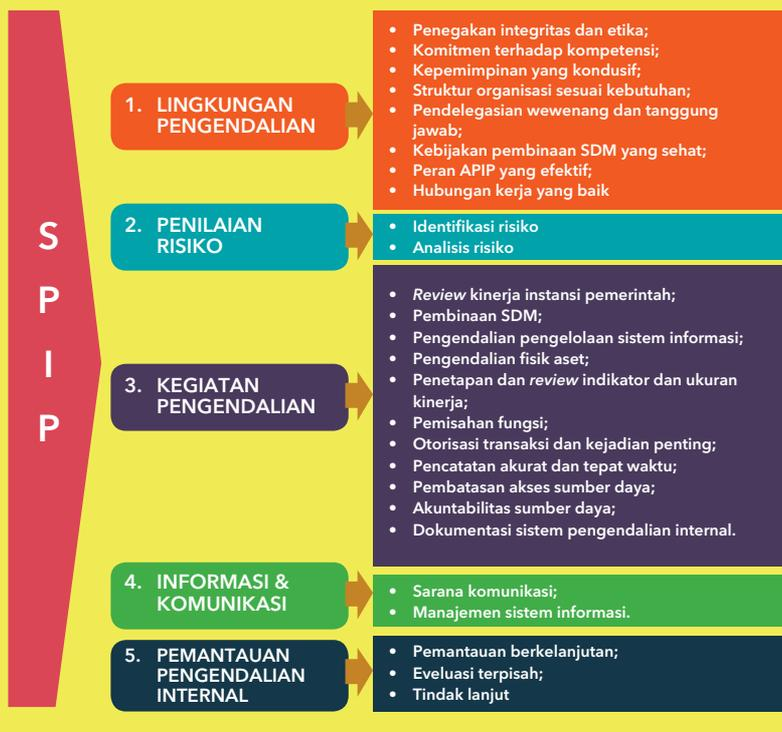 S
P
I
P
1. LINGKUNGAN
PENGENDALIAN
• Penegakan integritas dan etika;
• Komitmen terhadap kompetensi;
• Kepemimpinan yang kondusif;
• Struktur organisasi sesuai kebutuhan;
• Pendelegasian wewenang dan tanggung
jawab;
• Kebijakan pembinaan SDM yang sehat;
• Peran APIP yang efektif;
• Hubungan kerja yang baik
2. PENILAIAN
RISIKO
• Identifikasi risiko
• Analisis risiko
3. KEGIATAN
PENGENDALIAN
• Review kinerja instansi pemerintah;
• Pembinaan SDM;
• Pengendalian pengelolaan sistem informasi;
• Pengendalian fisik aset;
• Penetapan dan review indikator dan ukuran
kinerja;
• Pemisahan fungsi;
• Otorisasi transaksi dan kejadian penting;
• Pencatatan akurat dan tepat waktu;
• Pembatasan akses sumber daya;
• Akuntabilitas sumber daya;
• Dokumentasi sistem pengendalian internal.
4. INFORMASI &
KOMUNIKASI
• Sarana komunikasi;
• Manajemen sistem informasi.
5. PEMANTAUAN
PENGENDALIAN
INTERNAL
• Pemantauan berkelanjutan;
• Eveluasi terpisah;
• Tindak lanjut